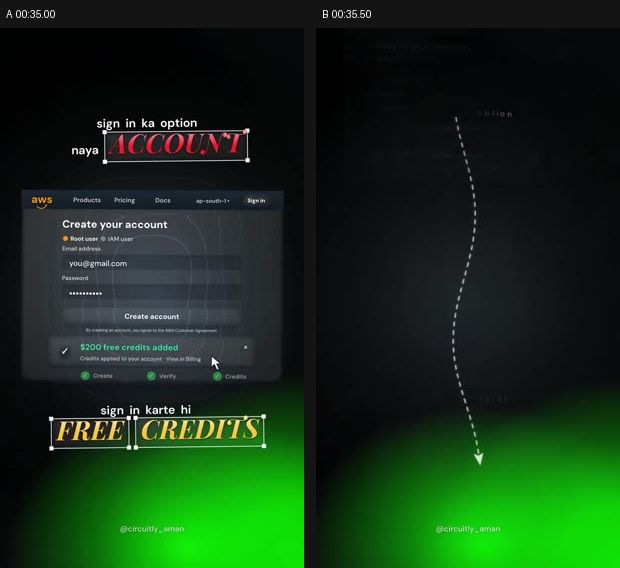 A 00:35.00
sign in ka option
naya ACCOUNT
aws Products Pricing Docs ap-south-1 Sign in
Create your account
Root user IAM user
Email address
you@gmail.com
Password
••••••••••
Create account
By creating an account, you agree to the AWS Customer Agreement.
✓ $200 free credits added ×
Credits applied to your account · View in Billing
✓ Create ✓ Verify ✓ Credits
sign in karte hi
FREE CREDITS
@circuitly_aman
B 00:35.50
option
@circuitly_aman